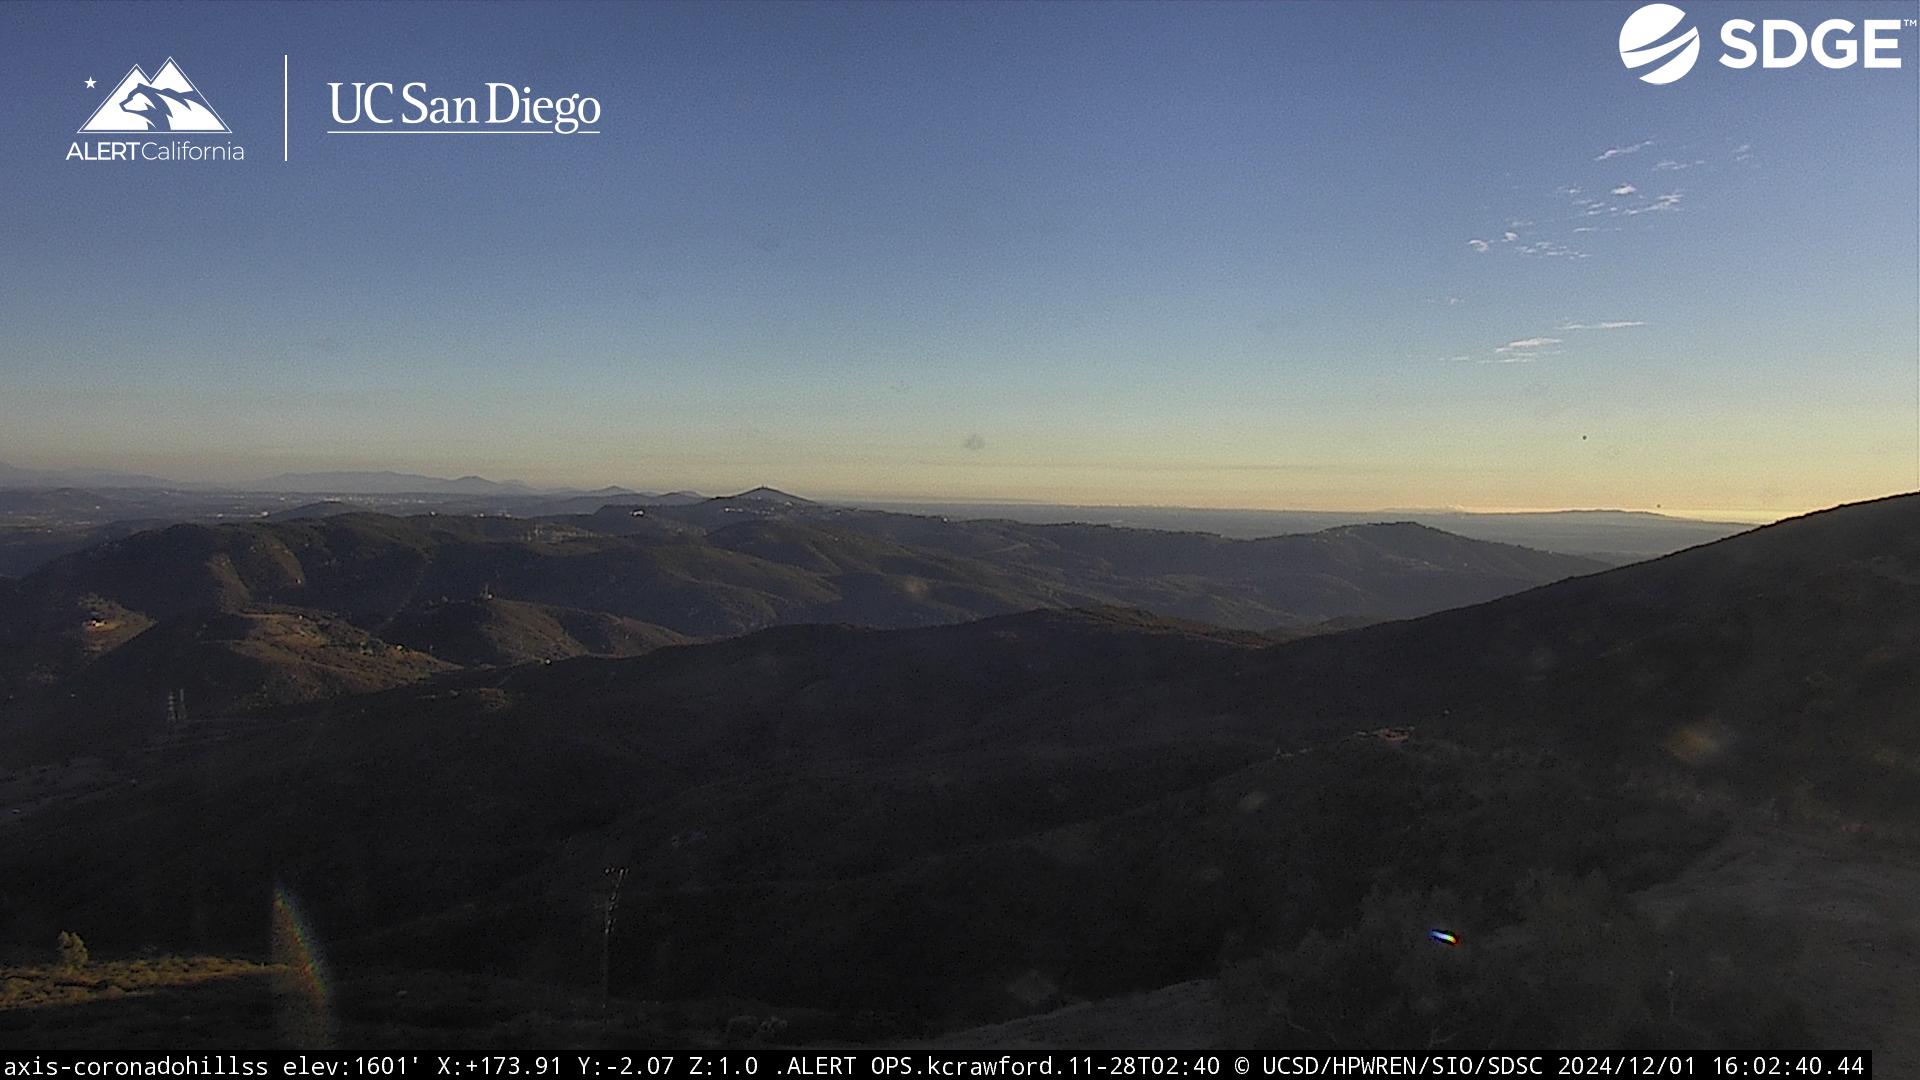 SDGE™
UC San Diego
ALERTCalifornia
axis-coronadohillss elev:1601' X:+173.91 Y:-2.07 Z:1.0 .ALERT OPS.kcrawford.11-28T02:40 © UCSD/HPWREN/SIO/SDSC 2024/12/01 16:02:40.44